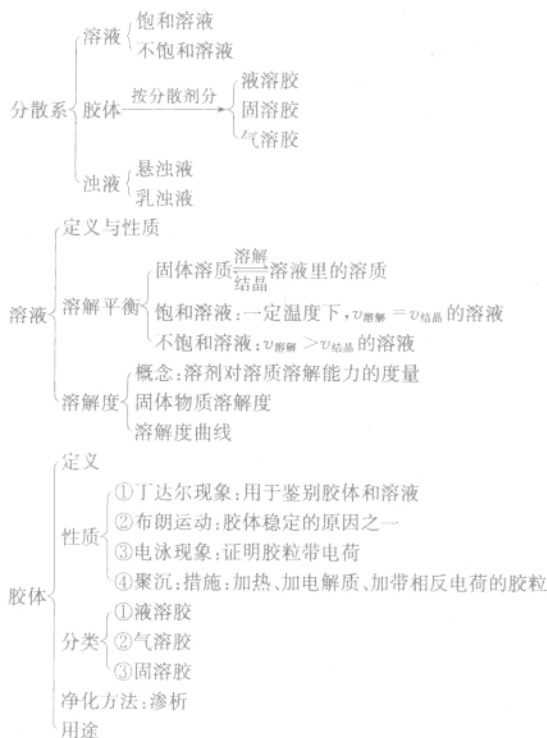 溶液
饱和溶液
不饱和溶液
分散系
胶体
按分散剂分
液溶胶
固溶胶
气溶胶
浊液
悬浊液
乳浊液
溶液
定义与性质
溶解平衡
固体溶质 溶解 结晶 溶液里的溶质
饱和溶液:一定温度下,v溶解=v结晶的溶液
不饱和溶液:v溶解>v结晶的溶液
溶解度
概念:溶剂对溶质溶解能力的度量
固体物质溶解度
溶解度曲线
胶体
定义
性质
①丁达尔现象:用于鉴别胶体和溶液
②布朗运动:胶体稳定的原因之一
③电泳现象:证明胶粒带电荷
④聚沉:措施:加热、加电解质、加带相反电荷的胶粒
分类
①液溶胶
②气溶胶
③固溶胶
净化方法:渗析
用途